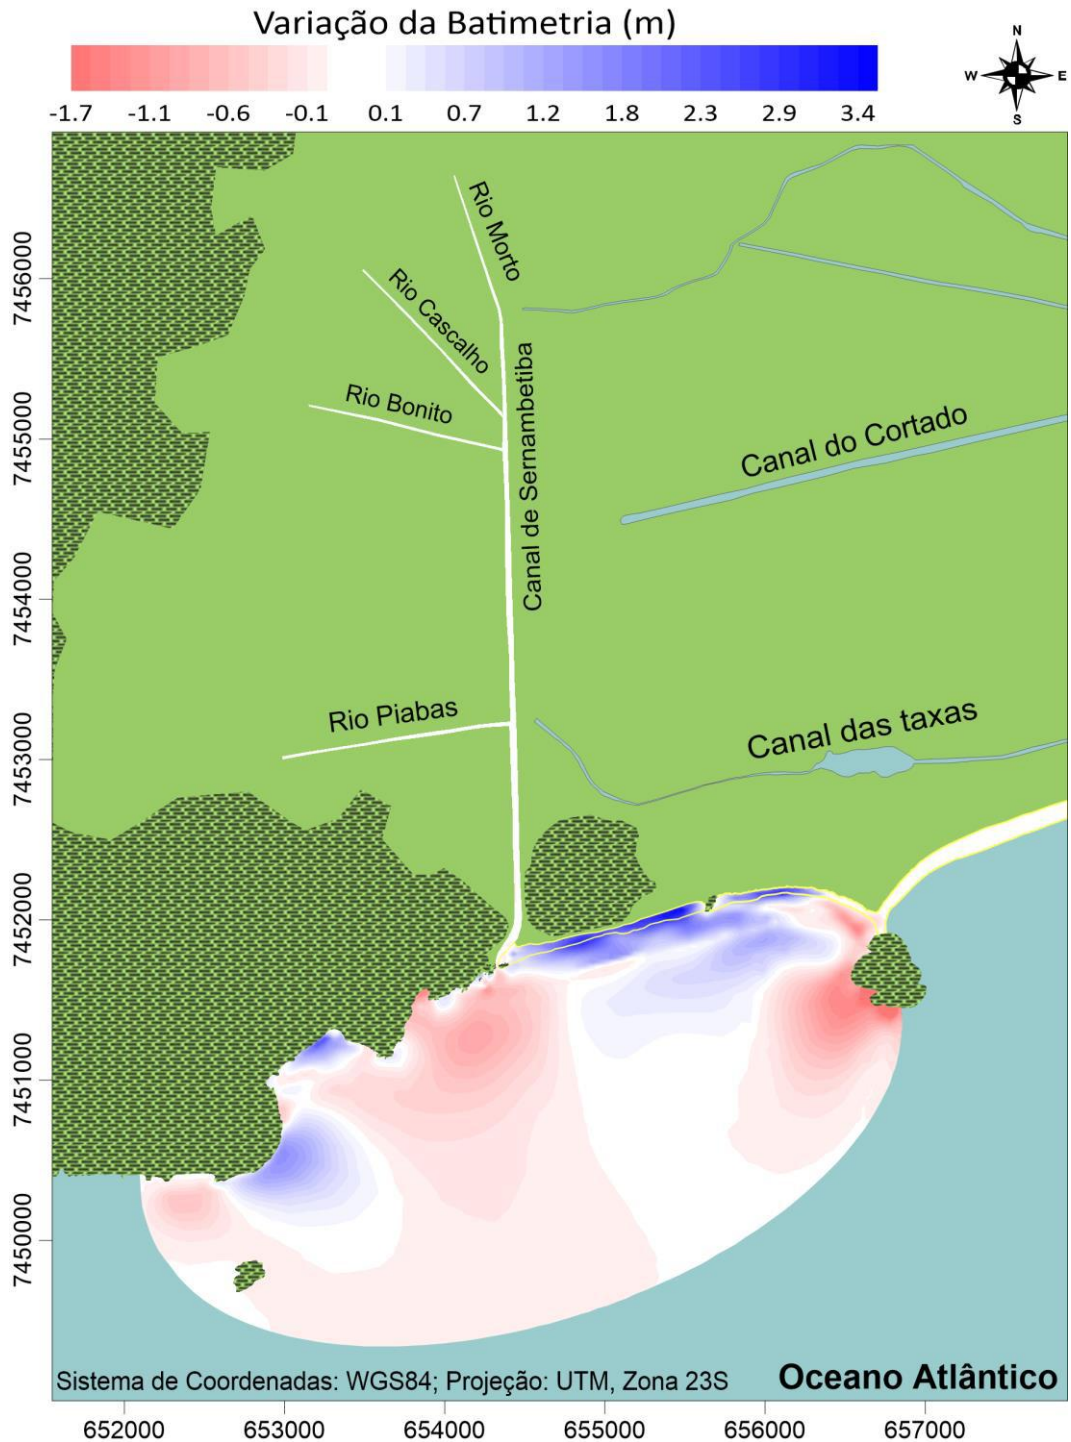 Variação da Batimetria (m)
-1.7 -1.1 -0.6 -0.1 0.1 0.7 1.2 1.8 2.3 2.9 3.4
N
W E
S
Rio Morto
Rio Cascalho
Rio Bonito
Canal de Sernambetiba
Canal do Cortado
Rio Piabas
Canal das taxas
7456000
7455000
7454000
7453000
7452000
7451000
7450000
Sistema de Coordenadas: WGS84; Projeção: UTM, Zona 23S
Oceano Atlântico
652000 653000 654000 655000 656000 657000